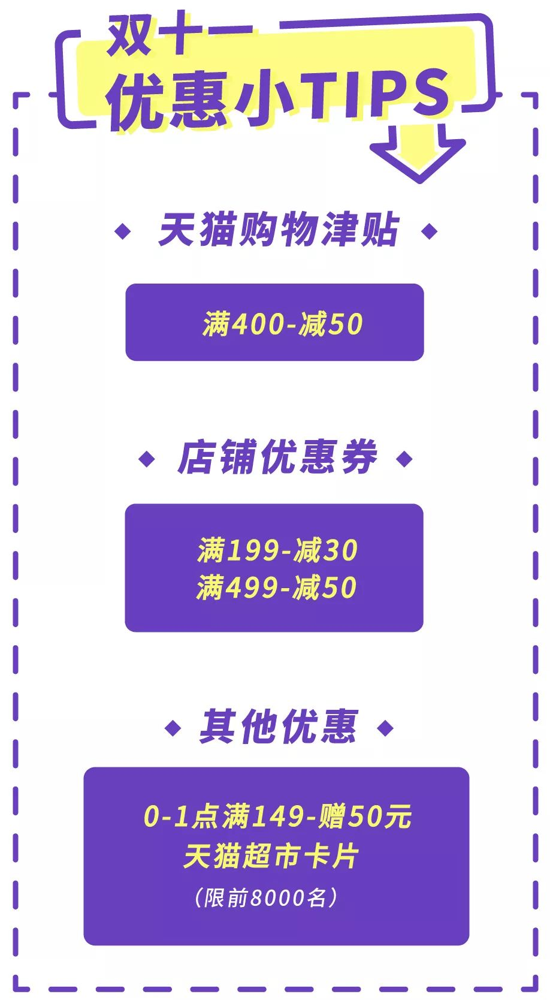 双十一
优惠小TIPS
天猫购物津贴
满400-减50
店铺优惠券
满199-减30
满499-减50
其他优惠
0-1点满149-赠50元
天猫超市卡片
（限前8000名）